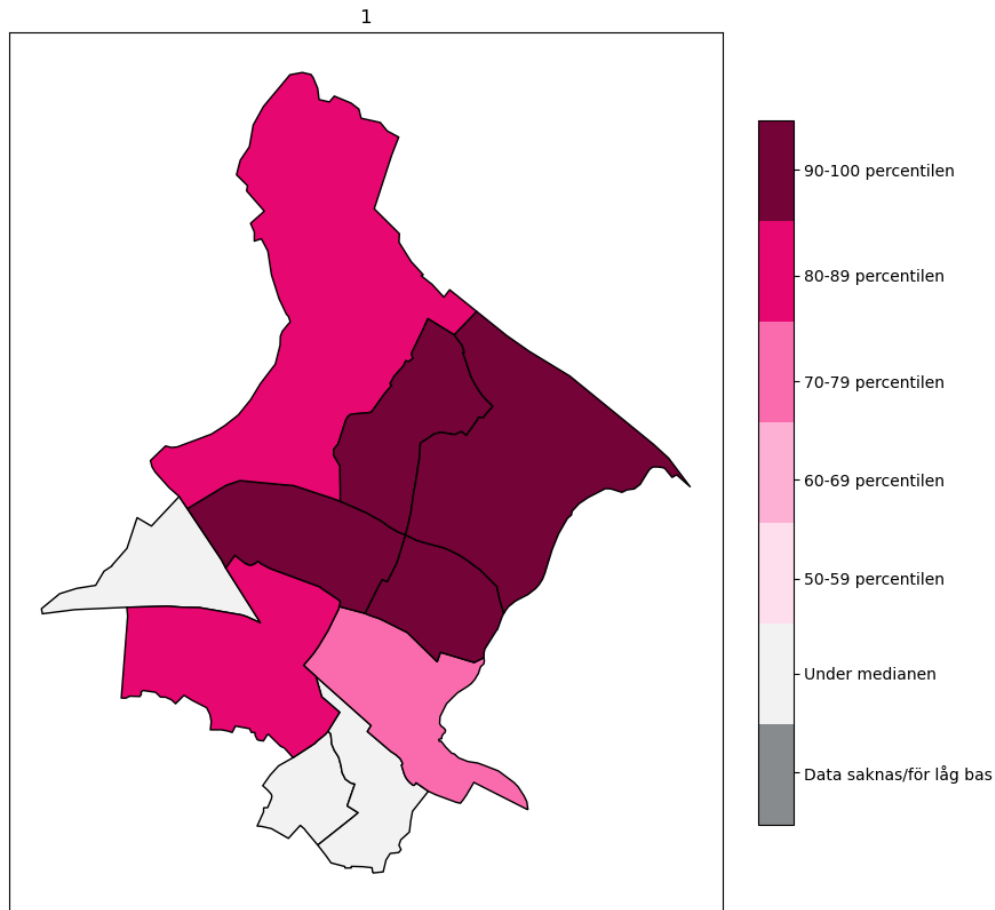 1
90-100 percentilen
80-89 percentilen
70-79 percentilen
60-69 percentilen
50-59 percentilen
Under medianen
Data saknas/för låg bas